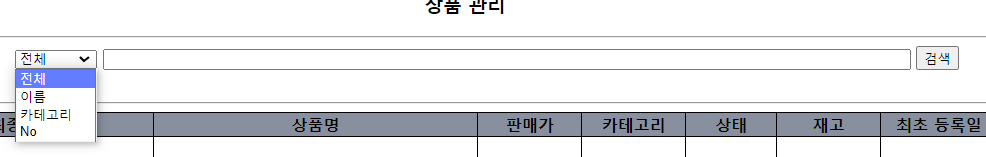 상품 관리
전체 검색
전체
이름
카테고리
No
상품명 판매가 카테고리 상태 재고 최초 등록일